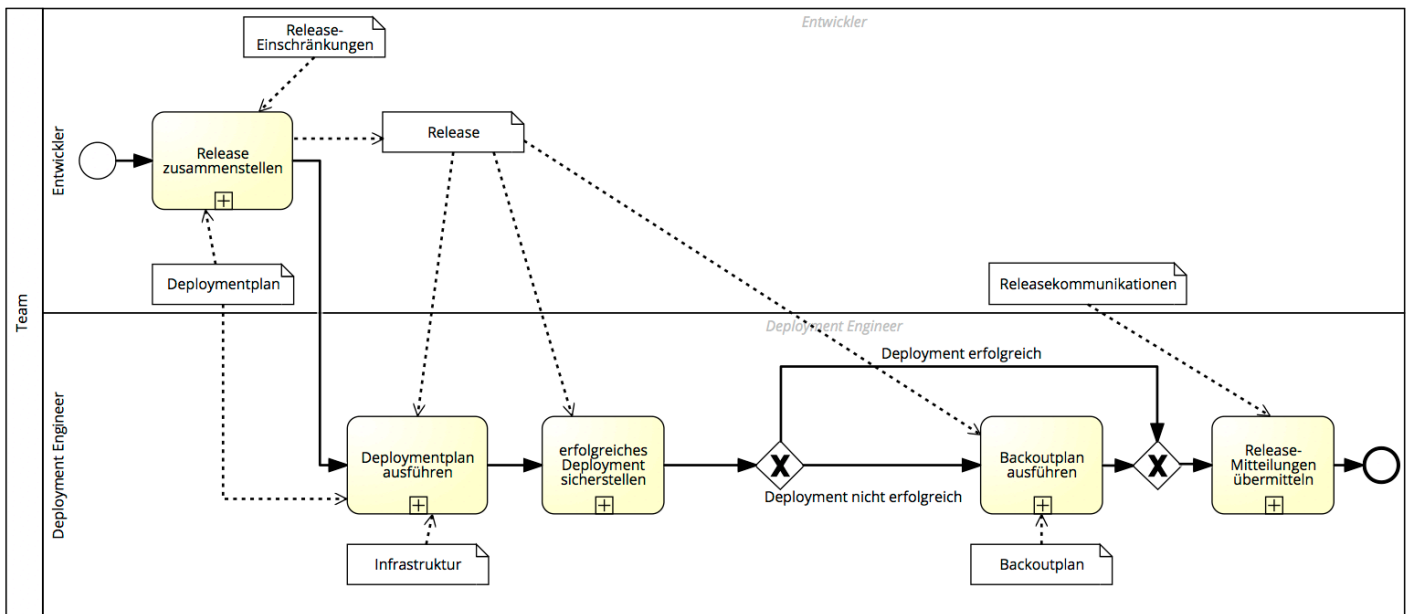 Entwickler
Release-
Einschränkungen
Release
Entwickler
Release
zusammenstellen
Deploymentplan
Releasekommunikationen
Team
Deployment Engineer
Deployment erfolgreich
Deployment Engineer
Deploymentplan
ausführen
erfolgreiches
Deployment
sicherstellen
X
Deployment nicht erfolgreich
Backoutplan
ausführen
X
Release-
Mitteilungen
übermitteln
Infrastruktur
Backoutplan